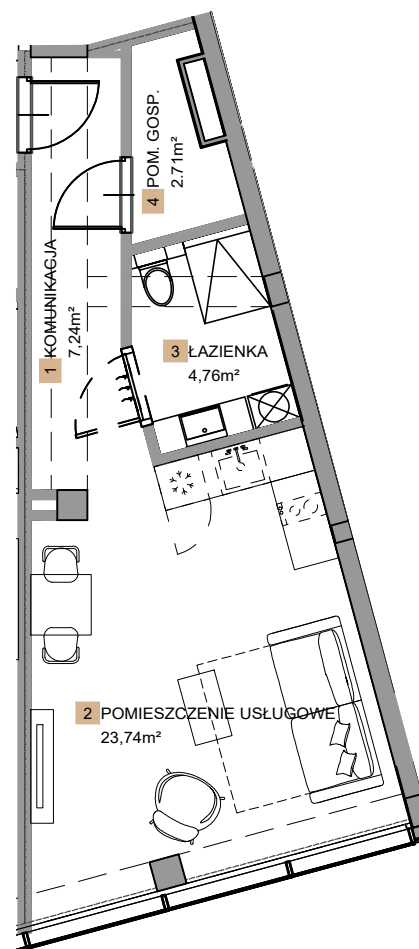 4 POM. GOSP.
2.71m²
1 KOMUNIKACJA
7,24m²
3 ŁAZIENKA
4,76m²
2 POMIESZCZENIE USŁUGOWE
23,74m²